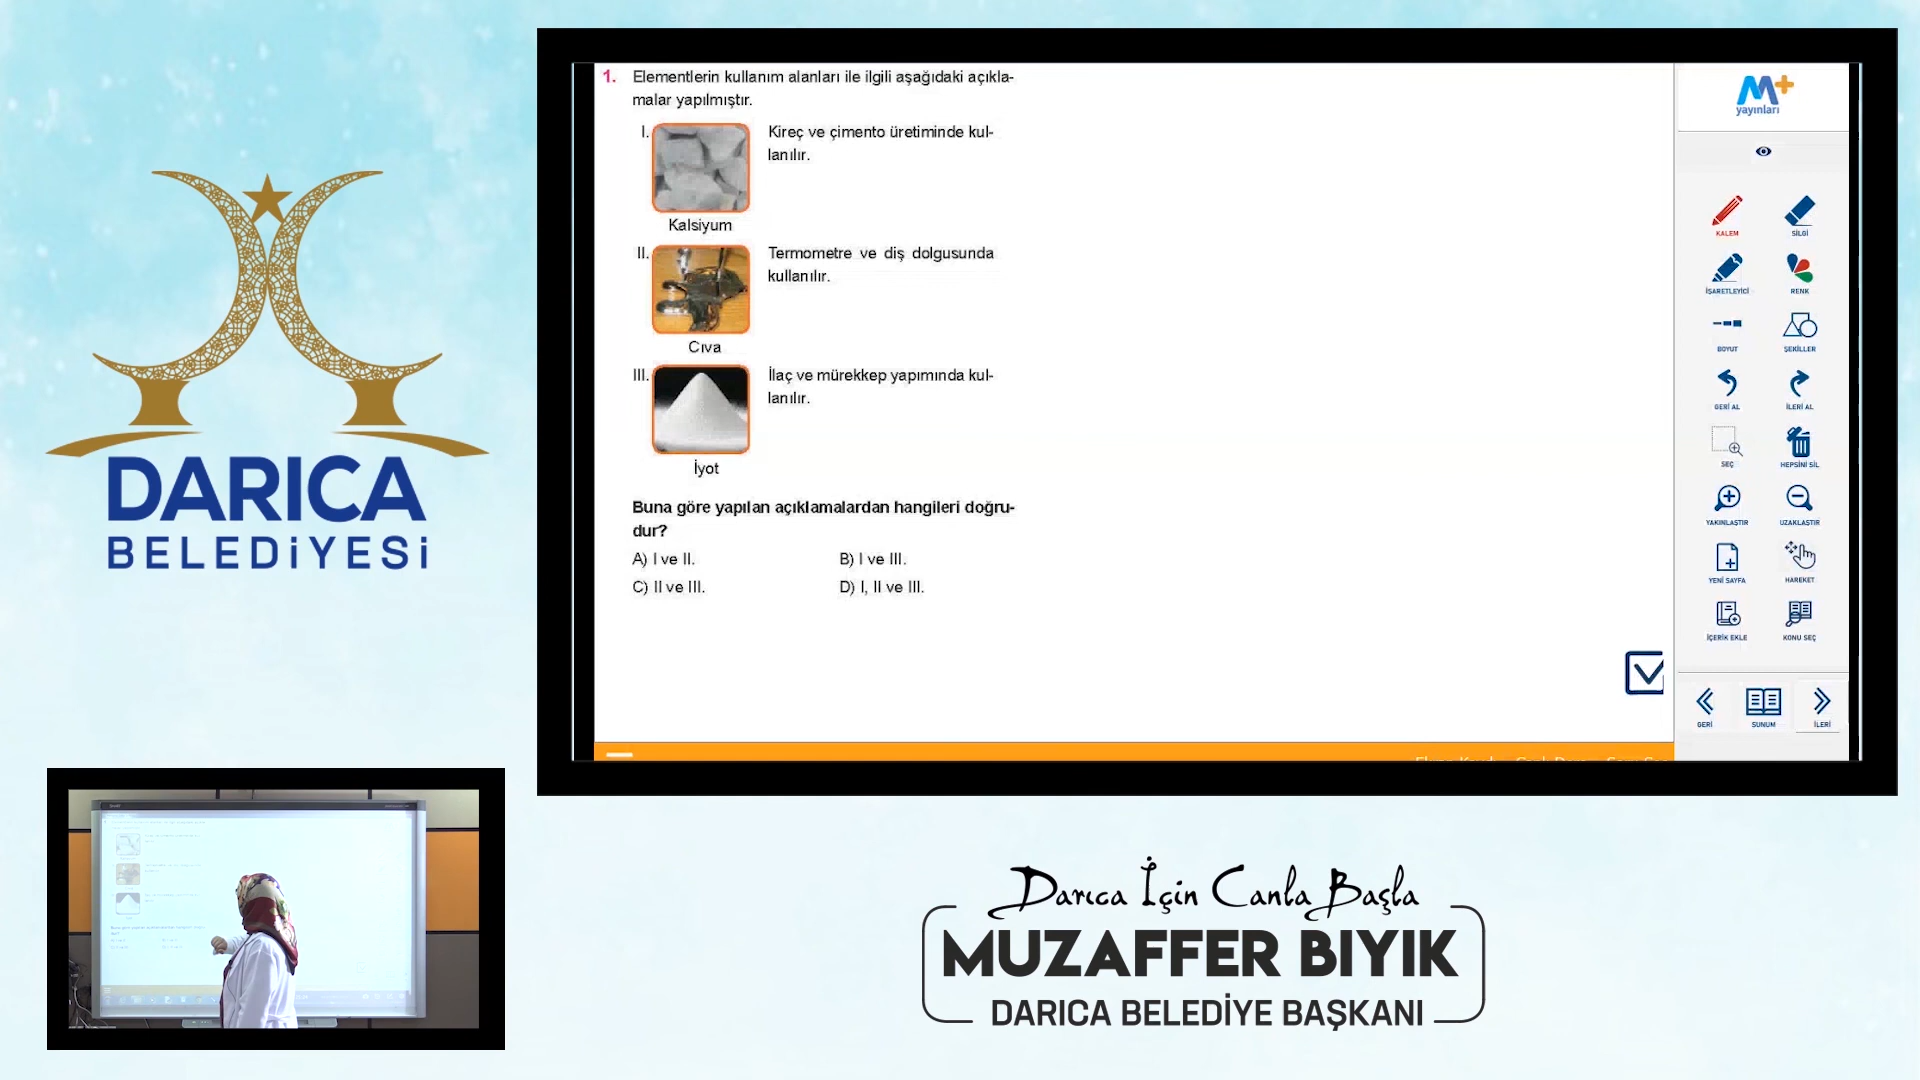 DARICA
BELEDİYESİ
1. Elementlerin kullanım alanları ile ilgili aşağıdaki açıkla-
malar yapılmıştır.
I. Kireç ve çimento üretiminde kul-
lanılır.
Kalsiyum
II. Termometre ve diş dolgusunda
kullanılır.
Cıva
III. İlaç ve mürekkep yapımında kul-
lanılır.
İyot
Buna göre yapılan açıklamalardan hangileri doğru-
dur?
A) I ve II. B) I ve III.
C) II ve III. D) I, II ve III.
M+
yayınları
KALEM SİLGİ
İŞARETLEYİCİ RENK
BOYUT ŞEKİLLER
GERİ AL İLERİ AL
SEÇ HEPSİNİ SİL
YAKINLAŞTIR UZAKLAŞTIR
YENİ SAYFA HAREKET
İÇERİK EKLE KONU SEÇ
GERİ SUNUM İLERİ
Darıca İçin Canla Başla
MUZAFFER BIYIK
DARICA BELEDİYE BAŞKANI